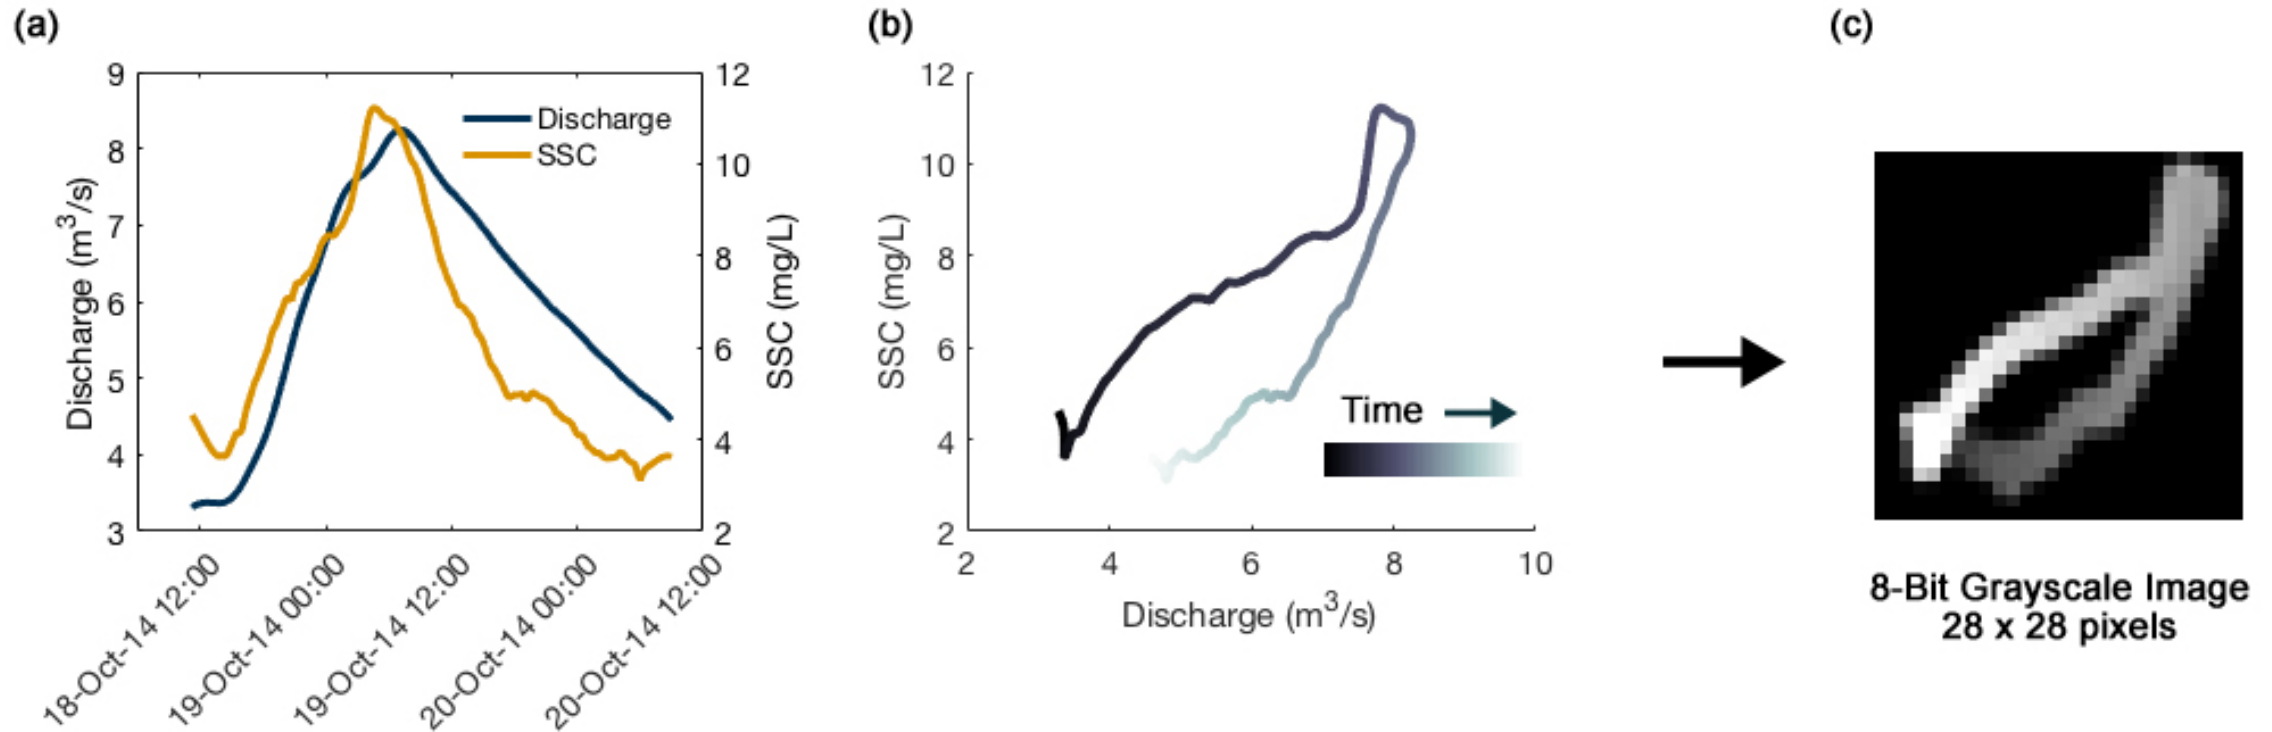 (a)
9
8
7
6
5
4
3
Discharge (m³/s)
12
10
8
6
4
2
SSC (mg/L)
Discharge
SSC
18-Oct-14 12:00
19-Oct-14 00:00
19-Oct-14 12:00
20-Oct-14 00:00
20-Oct-14 12:00
(b)
12
10
8
6
4
2
SSC (mg/L)
Time
2 4 6 8 10
Discharge (m³/s)
(c)
8-Bit Grayscale Image
28 x 28 pixels